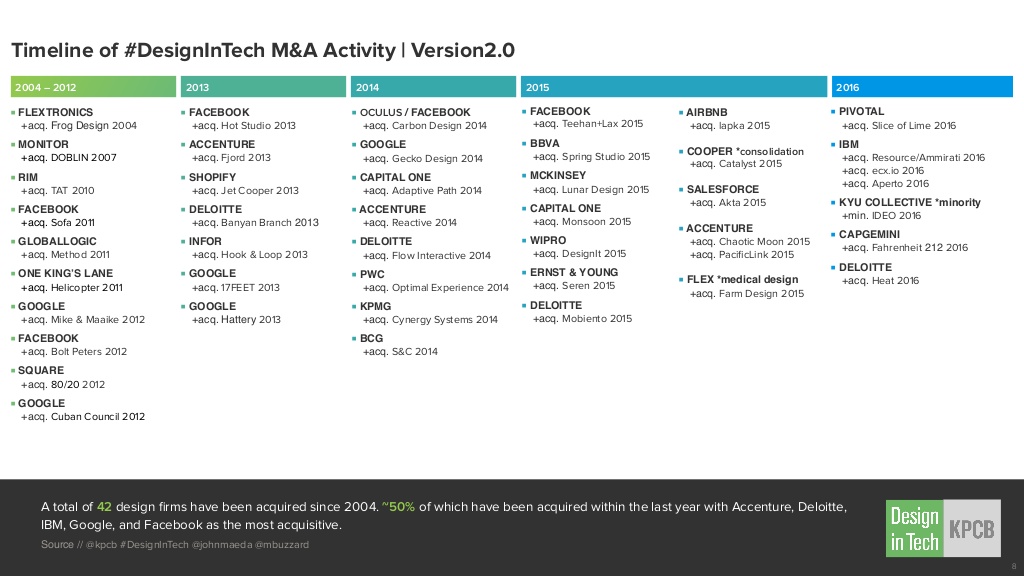 Timeline of #DesignInTech M&A Activity | Version2.0
2004 – 2012
FLEXTRONICS
+acq. Frog Design 2004
MONITOR
+acq. DOBLIN 2007
RIM
+acq. TAT 2010
FACEBOOK
+acq. Sofa 2011
GLOBALLOGIC
+acq. Method 2011
ONE KING'S LANE
+acq. Helicopter 2011
GOOGLE
+acq. Mike & Maaike 2012
FACEBOOK
+acq. Bolt Peters 2012
SQUARE
+acq. 80/20 2012
GOOGLE
+acq. Cuban Council 2012
2013
FACEBOOK
+acq. Hot Studio 2013
ACCENTURE
+acq. Fjord 2013
SHOPIFY
+acq. Jet Cooper 2013
DELOITTE
+acq. Banyan Branch 2013
INFOR
+acq. Hook & Loop 2013
GOOGLE
+acq. 17FEET 2013
GOOGLE
+acq. Hattery 2013
2014
OCULUS / FACEBOOK
+acq. Carbon Design 2014
GOOGLE
+acq. Gecko Design 2014
CAPITAL ONE
+acq. Adaptive Path 2014
ACCENTURE
+acq. Reactive 2014
DELOITTE
+acq. Flow Interactive 2014
PWC
+acq. Optimal Experience 2014
KPMG
+acq. Cynergy Systems 2014
BCG
+acq. S&C 2014
2015
FACEBOOK
+acq. Teehan+Lax 2015
BBVA
+acq. Spring Studio 2015
MCKINSEY
+acq. Lunar Design 2015
CAPITAL ONE
+acq. Monsoon 2015
WIPRO
+acq. DesignIt 2015
ERNST & YOUNG
+acq. Seren 2015
DELOITTE
+acq. Mobiento 2015
AIRBNB
+acq. lapka 2015
COOPER *consolidation
+acq. Catalyst 2015
SALESFORCE
+acq. Akta 2015
ACCENTURE
+acq. Chaotic Moon 2015
+acq. PacificLink 2015
FLEX *medical design
+acq. Farm Design 2015
2016
PIVOTAL
+acq. Slice of Lime 2016
IBM
+acq. Resource/Ammirati 2016
+acq. ecx.io 2016
+acq. Aperto 2016
KYU COLLECTIVE *minority
+min. IDEO 2016
CAPGEMINI
+acq. Fahrenheit 212 2016
DELOITTE
+acq. Heat 2016
A total of 42 design firms have been acquired since 2004. ~50% of which have been acquired within the last year with Accenture, Deloitte,
IBM, Google, and Facebook as the most acquisitive.
Source // @kpcb #DesignInTech @johnmaeda @mbuzzard
Design
in Tech
KPCB
8